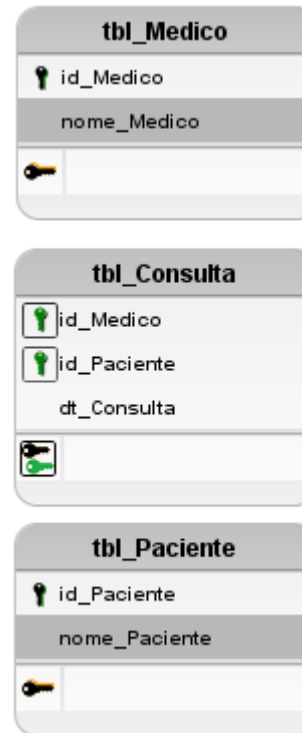 tbl_Medico
id_Medico
nome_Medico
tbl_Consulta
id_Medico
id_Paciente
dt_Consulta
tbl_Paciente
id_Paciente
nome_Paciente